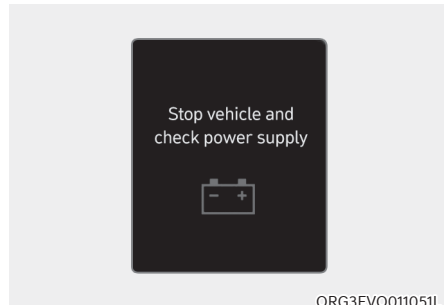 Stop vehicle and
check power supply
- +
ORG3EVQ011051L